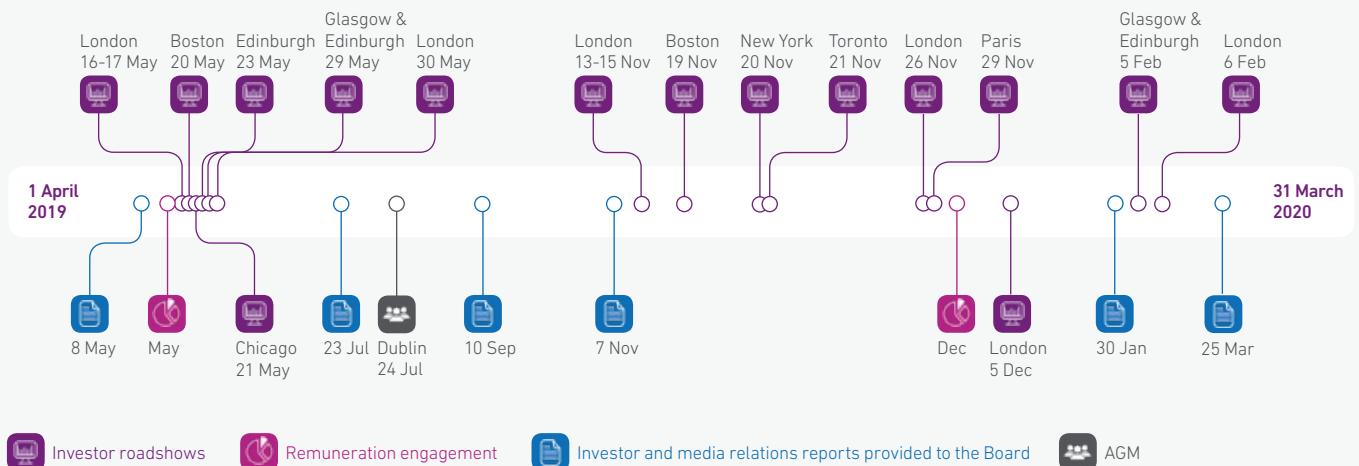 London
16-17 May
Boston
20 May
Edinburgh
23 May
Glasgow &
Edinburgh
29 May
London
30 May
London
13-15 Nov
Boston
19 Nov
New York
20 Nov
Toronto
21 Nov
London
26 Nov
Paris
29 Nov
Glasgow &
Edinburgh
5 Feb
London
6 Feb
1 April
2019
31 March
2020
8 May
May
Chicago
21 May
23 Jul
Dublin
24 Jul
10 Sep
7 Nov
Dec
London
5 Dec
30 Jan
25 Mar
Investor roadshows
Remuneration engagement
Investor and media relations reports provided to the Board
AGM